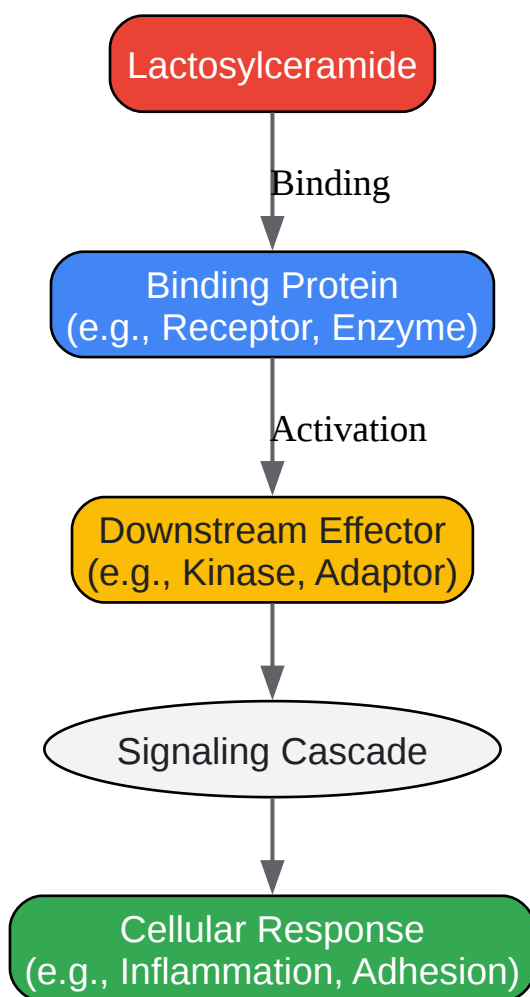 Lactosylceramide
Binding
Binding Protein
(e.g., Receptor, Enzyme)
Activation
Downstream Effector
(e.g., Kinase, Adaptor)
Signaling Cascade
Cellular Response
(e.g., Inflammation, Adhesion)